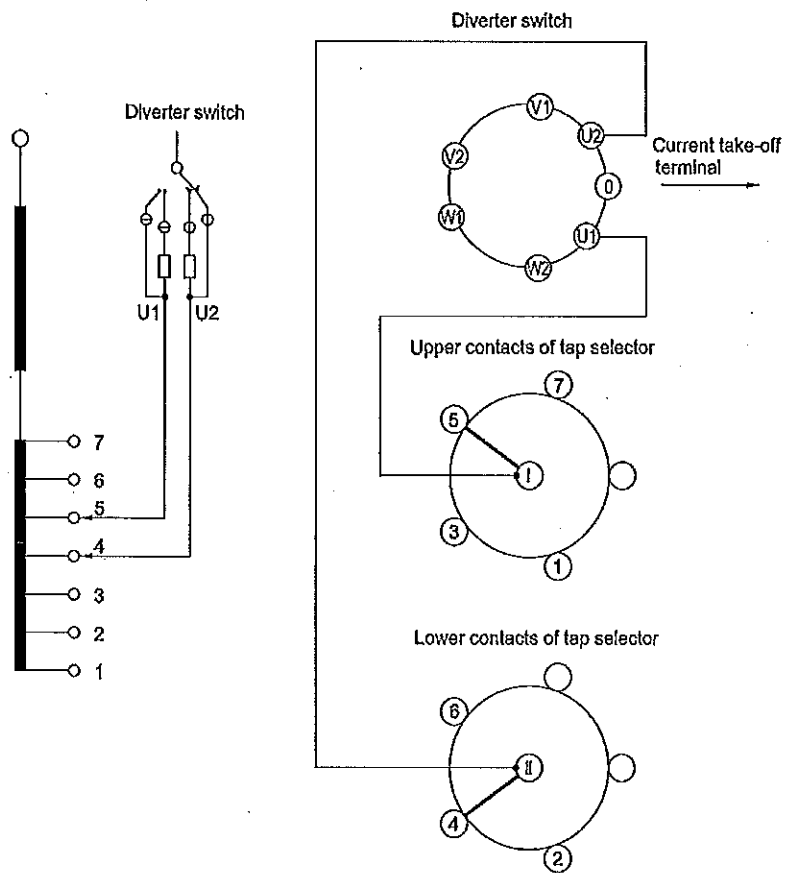 Diverter switch
V1
U2
V2
0
W1
U1
W2
Current take-off
terminal
Diverter switch
U1
U2
7
6
5
4
3
2
1
Upper contacts of tap selector
7
5
I
3
1
Lower contacts of tap selector
6
II
4
2